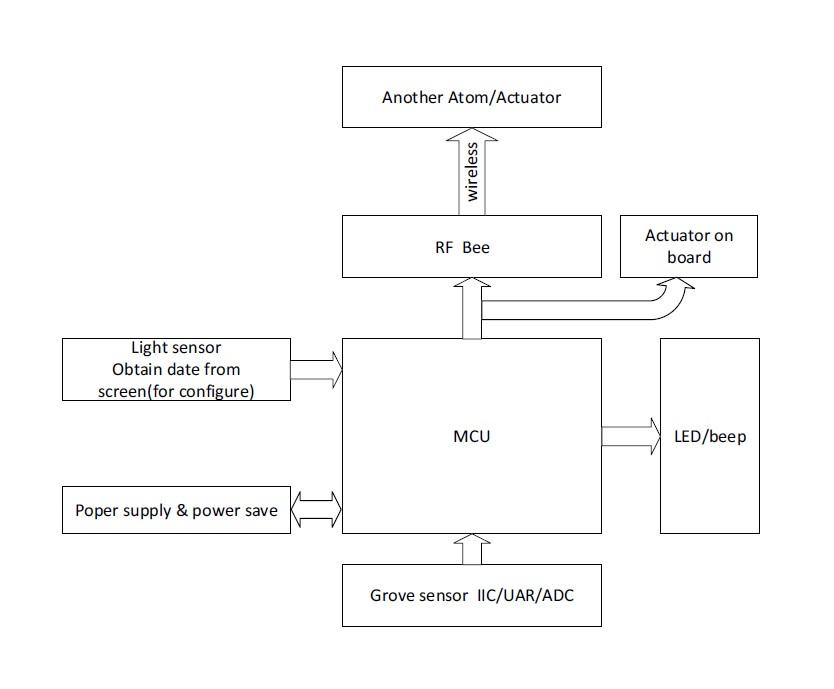 Another Atom/Actuator
wireless
RF  Bee
Actuator on
board
Light sensor
Obtain date from
screen(for configure)
MCU
LED/beep
Poper supply & power save
Grove sensor  IIC/UAR/ADC